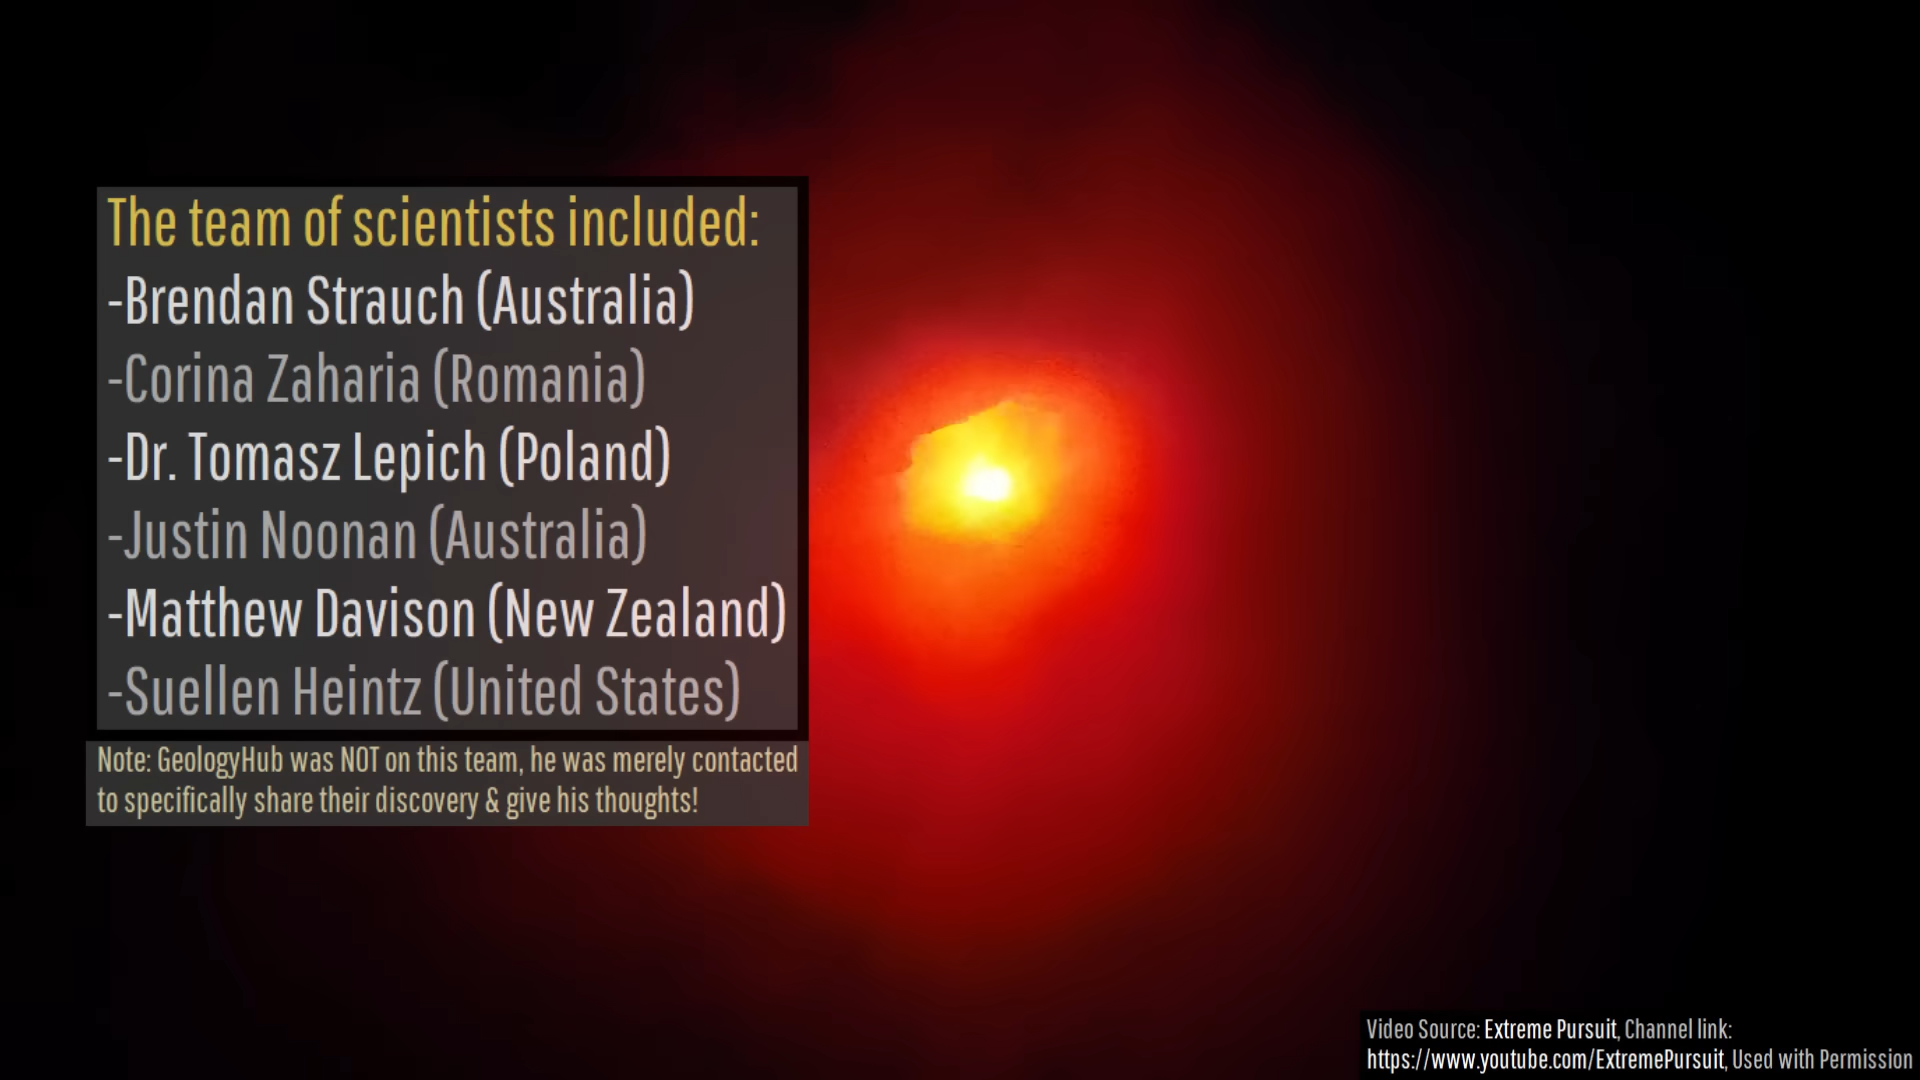 The team of scientists included:
-Brendan Strauch (Australia)
-Corina Zaharia (Romania)
-Dr. Tomasz Lepich (Poland)
-Justin Noonan (Australia)
-Matthew Davison (New Zealand)
-Suellen Heintz (United States)
Note: GeologyHub was NOT on this team, he was merely contacted
to specifically share their discovery & give his thoughts!
Video Source: Extreme Pursuit, Channel link:
https://www.youtube.com/ExtremePursuit, Used with Permission